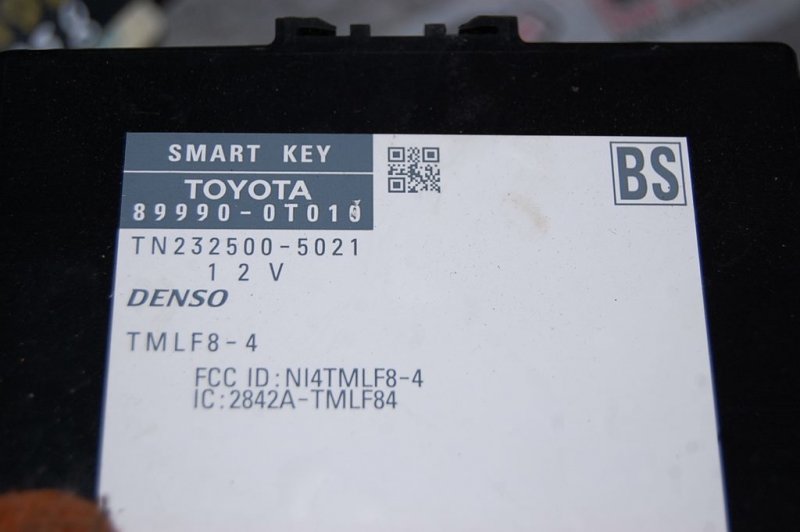 SMART KEY
BS
TOYOTA
89990-0T010
TN232500-5021
12V
DENSO
TMLF8-4
FCC ID:NI4TMLF8-4
IC:2842A-TMLF84